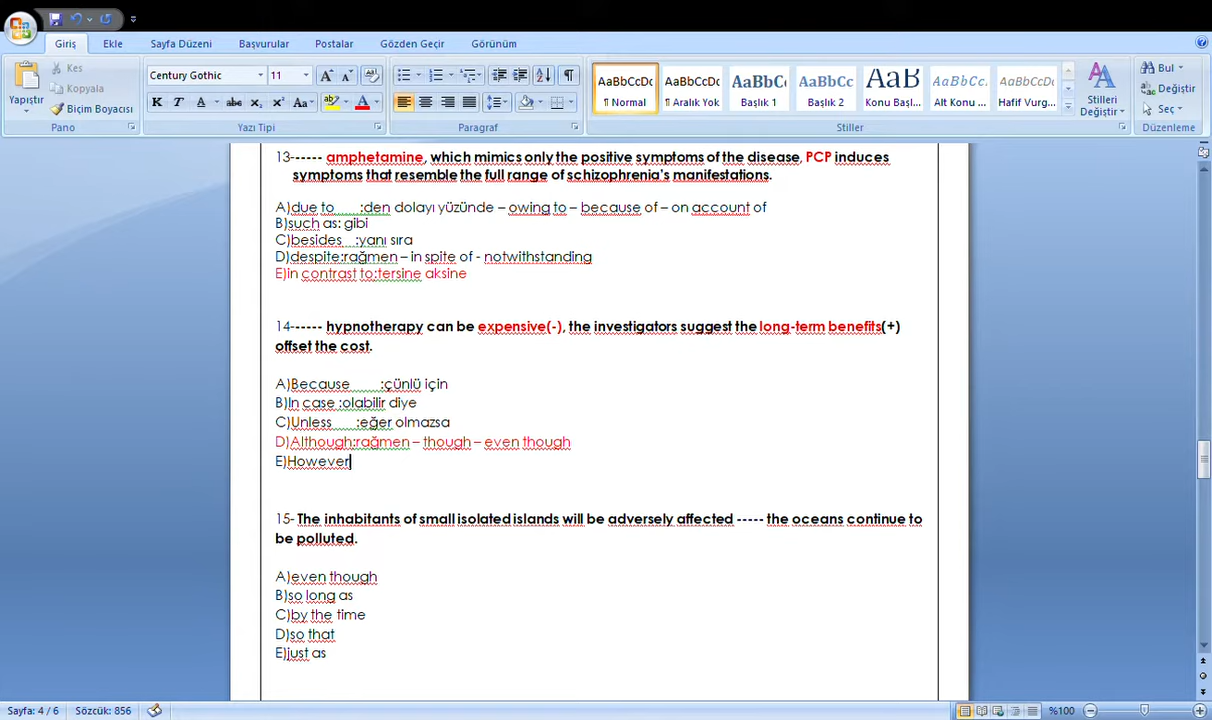 Giriş Ekle Sayfa Düzeni Başvurular Postalar Gözden Geçir Görünüm
Yapıştır
Kes
Kopyala
Biçim Boyacısı
Pano
Century Gothic 11
K T A abc x₂ x² Aa
Yazı Tipi
Paragraf
AaBbCcDc
¶ Normal
AaBbCcDc
¶ Aralık Yok
AaBbC
Başlık 1
AaBbCc
Başlık 2
AaB
Konu Başl...
AaBbCcL
Alt Konu ...
AaBbCcDc
Hafif Vurg...
Stilleri
Değiştir
Stiller
Bul
Değiştir
Seç
Düzenleme
13------ amphetamine, which mimics only the positive symptoms of the disease, PCP induces
symptoms that resemble the full range of schizophrenia's manifestations.
A)due to :den dolayı yüzünde – owing to – because of – on account of
B)such as: gibi
C)besides :yanı sıra
D)despite:rağmen – in spite of - notwithstanding
E)in contrast to:tersine aksine
14------ hypnotherapy can be expensive(-), the investigators suggest the long-term benefits(+)
offset the cost.
A)Because :çünlü için
B)In case :olabilir diye
C)Unless :eğer olmazsa
D)Although:rağmen – though – even though
E)However
15- The inhabitants of small isolated islands will be adversely affected ----- the oceans continue to
be polluted.
A)even though
B)so long as
C)by the time
D)so that
E)just as
Sayfa: 4 / 6 Sözcük: 856 %100